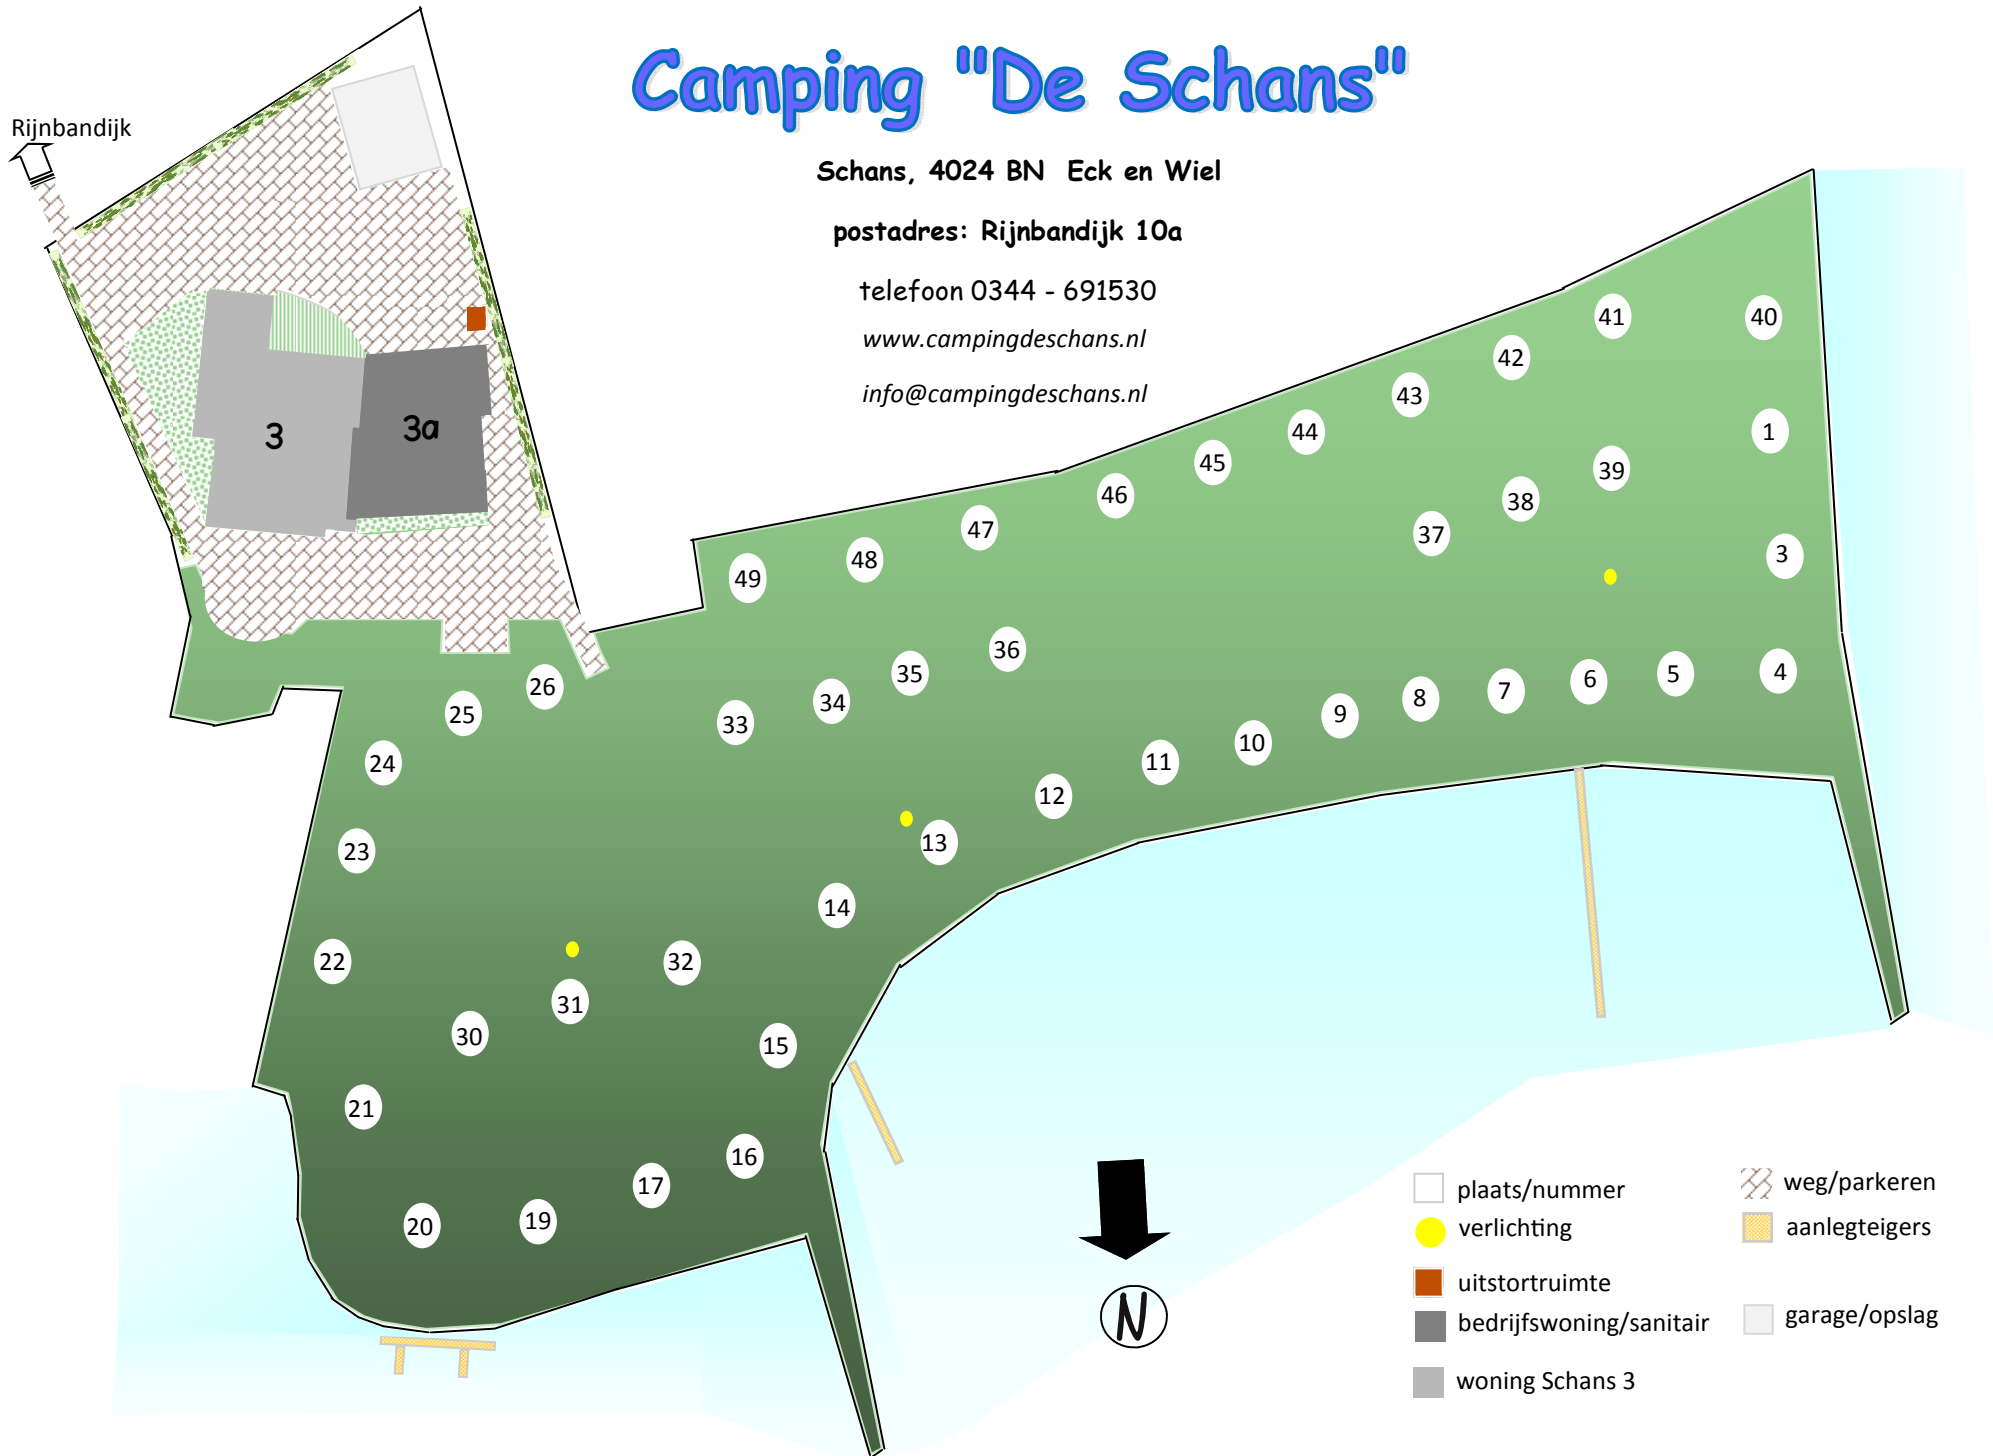 Camping "De Schans"
Rijnbandijk
Schans, 4024 BN Eck en Wiel
postadres: Rijnbandijk 10a
telefoon 0344 - 691530
www.campingdeschans.nl
info@campingdeschans.nl
3
3a
41
40
42
43
44
1
45
39
46
38
47
37
48
3
49
36
35
4
5
6
26
7
8
34
25
9
33
10
11
24
12
13
23
14
22
32
31
30
15
21
16
17
19
20
N
plaats/nummer
weg/parkeren
verlichting
aanlegteigers
uitstortruimte
bedrijfswoning/sanitair
garage/opslag
woning Schans 3